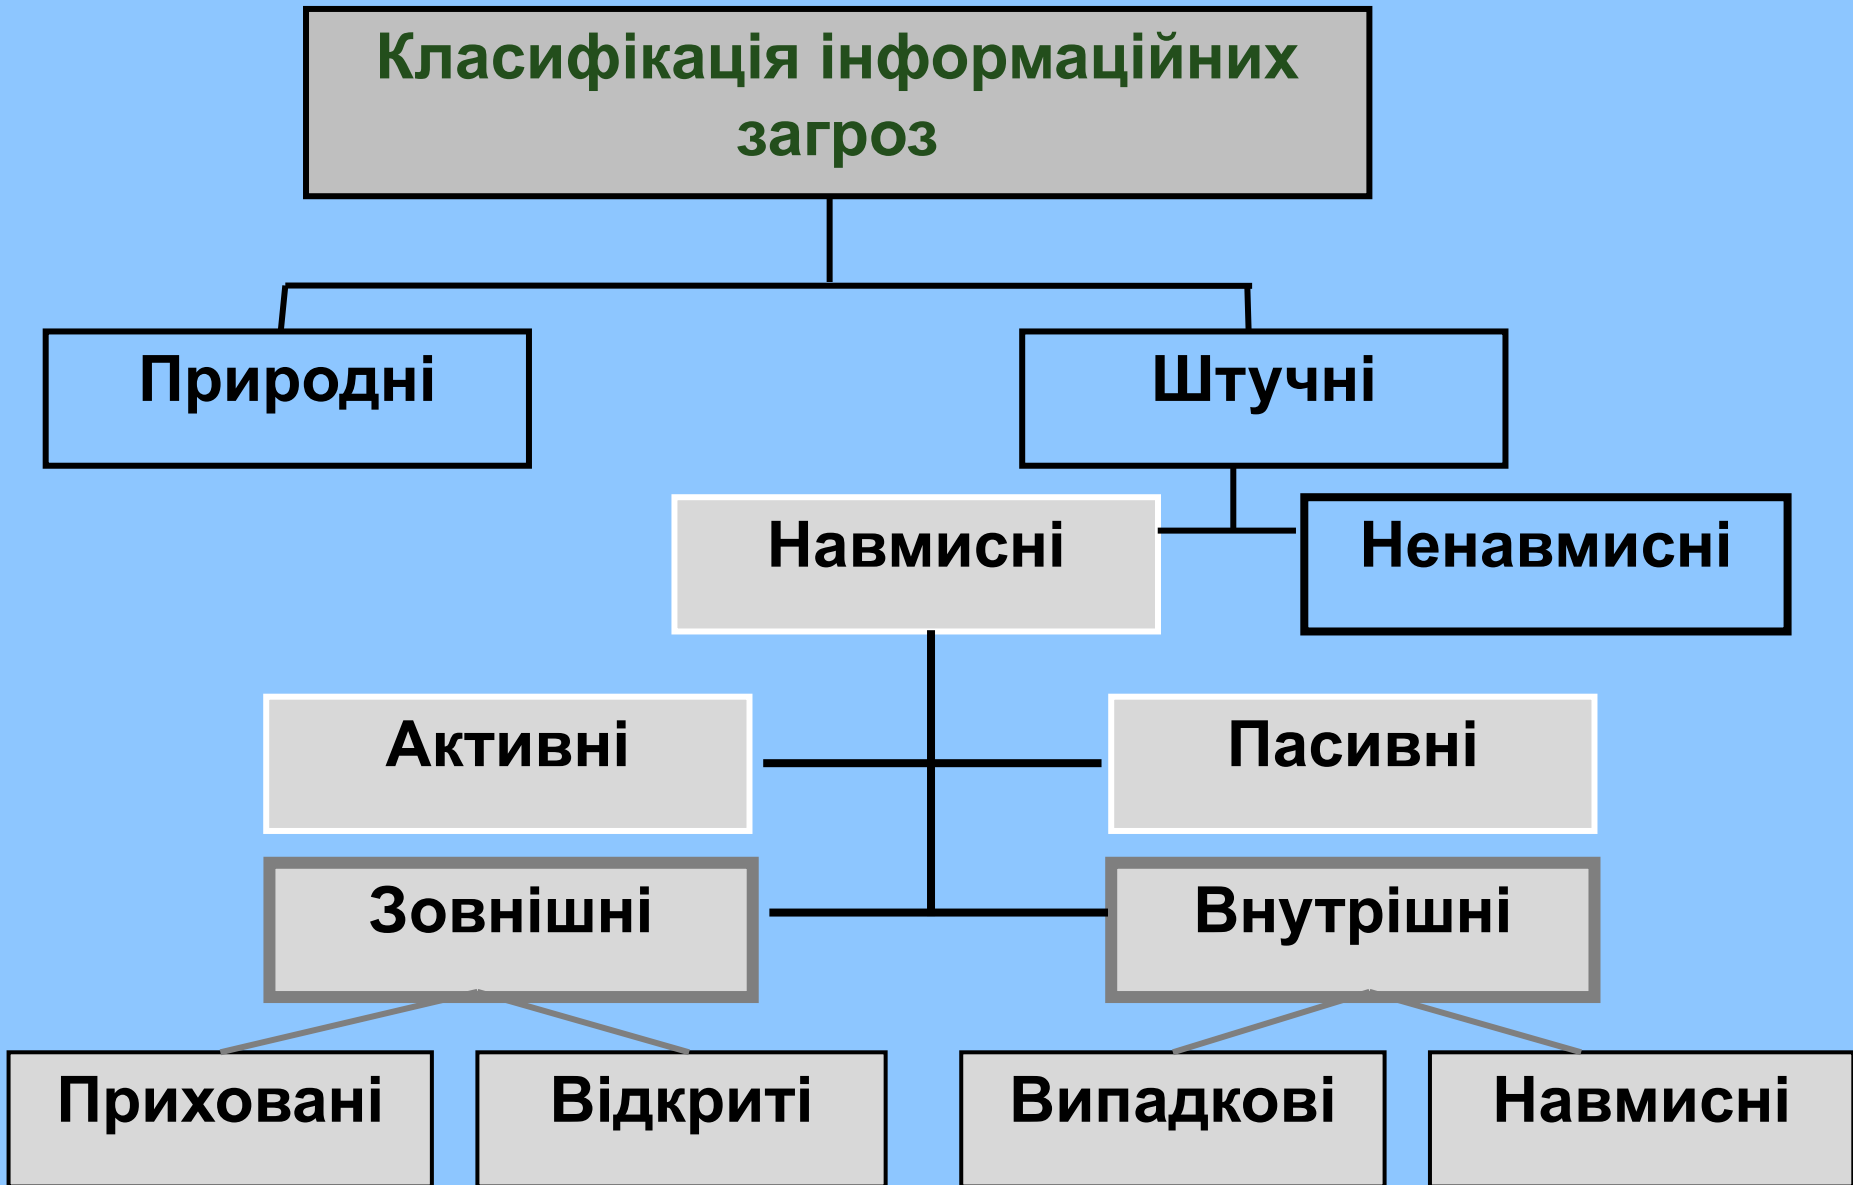 Класифікація інформаційних
загроз
Природні
Штучні
Навмисні
Ненавмисні
Активні
Пасивні
Зовнішні
Внутрішні
Приховані
Відкриті
Випадкові
Навмисні